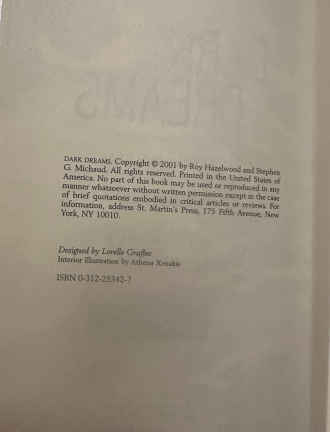 DARK DREAMS. Copyright © 2001 by Roy Hazelwood and Stephen
G. Michaud. All rights reserved. Printed in the United States of
America. No part of this book may be used or reproduced in any
manner whatsoever without written permission except in the case
of brief quotations embodied in critical articles or reviews. For
information, address St. Martin's Press, 175 Fifth Avenue, New
York, NY 10010.
Designed by Lorelle Graffeo
Interior Illustration by Athena Xenakis
ISBN 0-312-25342-7